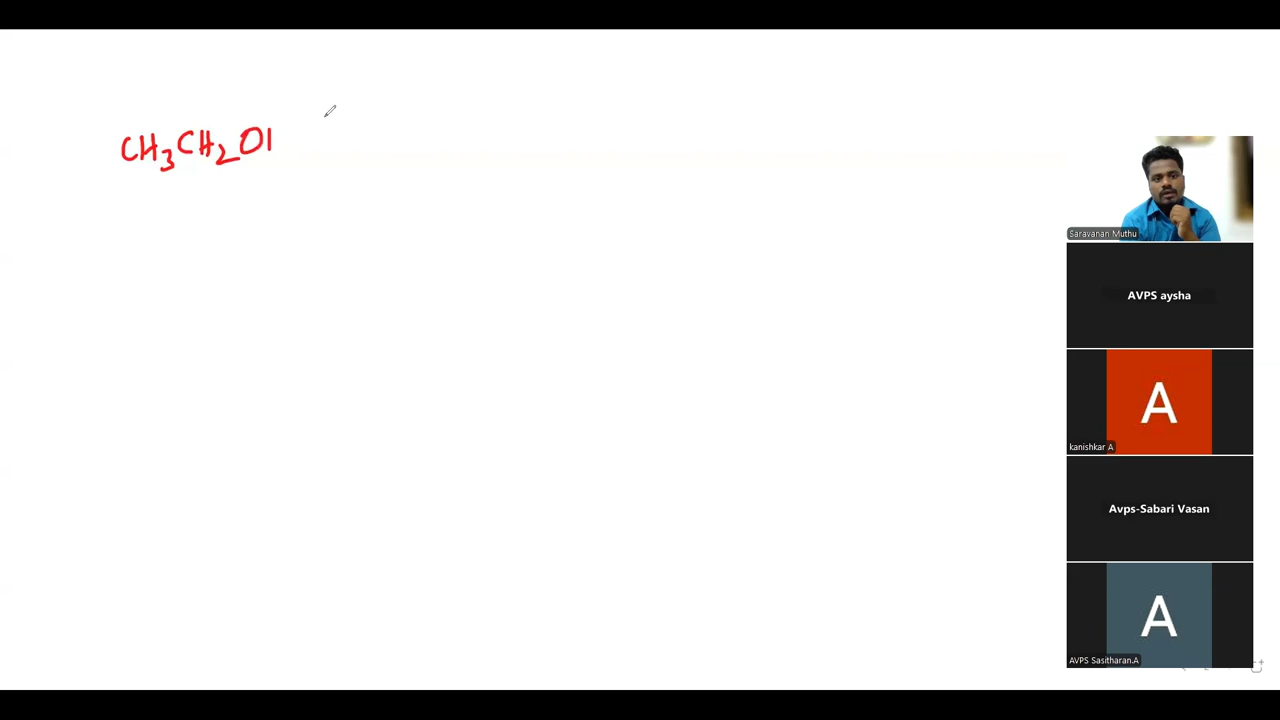 CH3CH2OI
Saravanan Muthu
AVPS aysha
A
kanishkar A
Avps-Sabari Vasan
A
AVPS Sasitharan.A